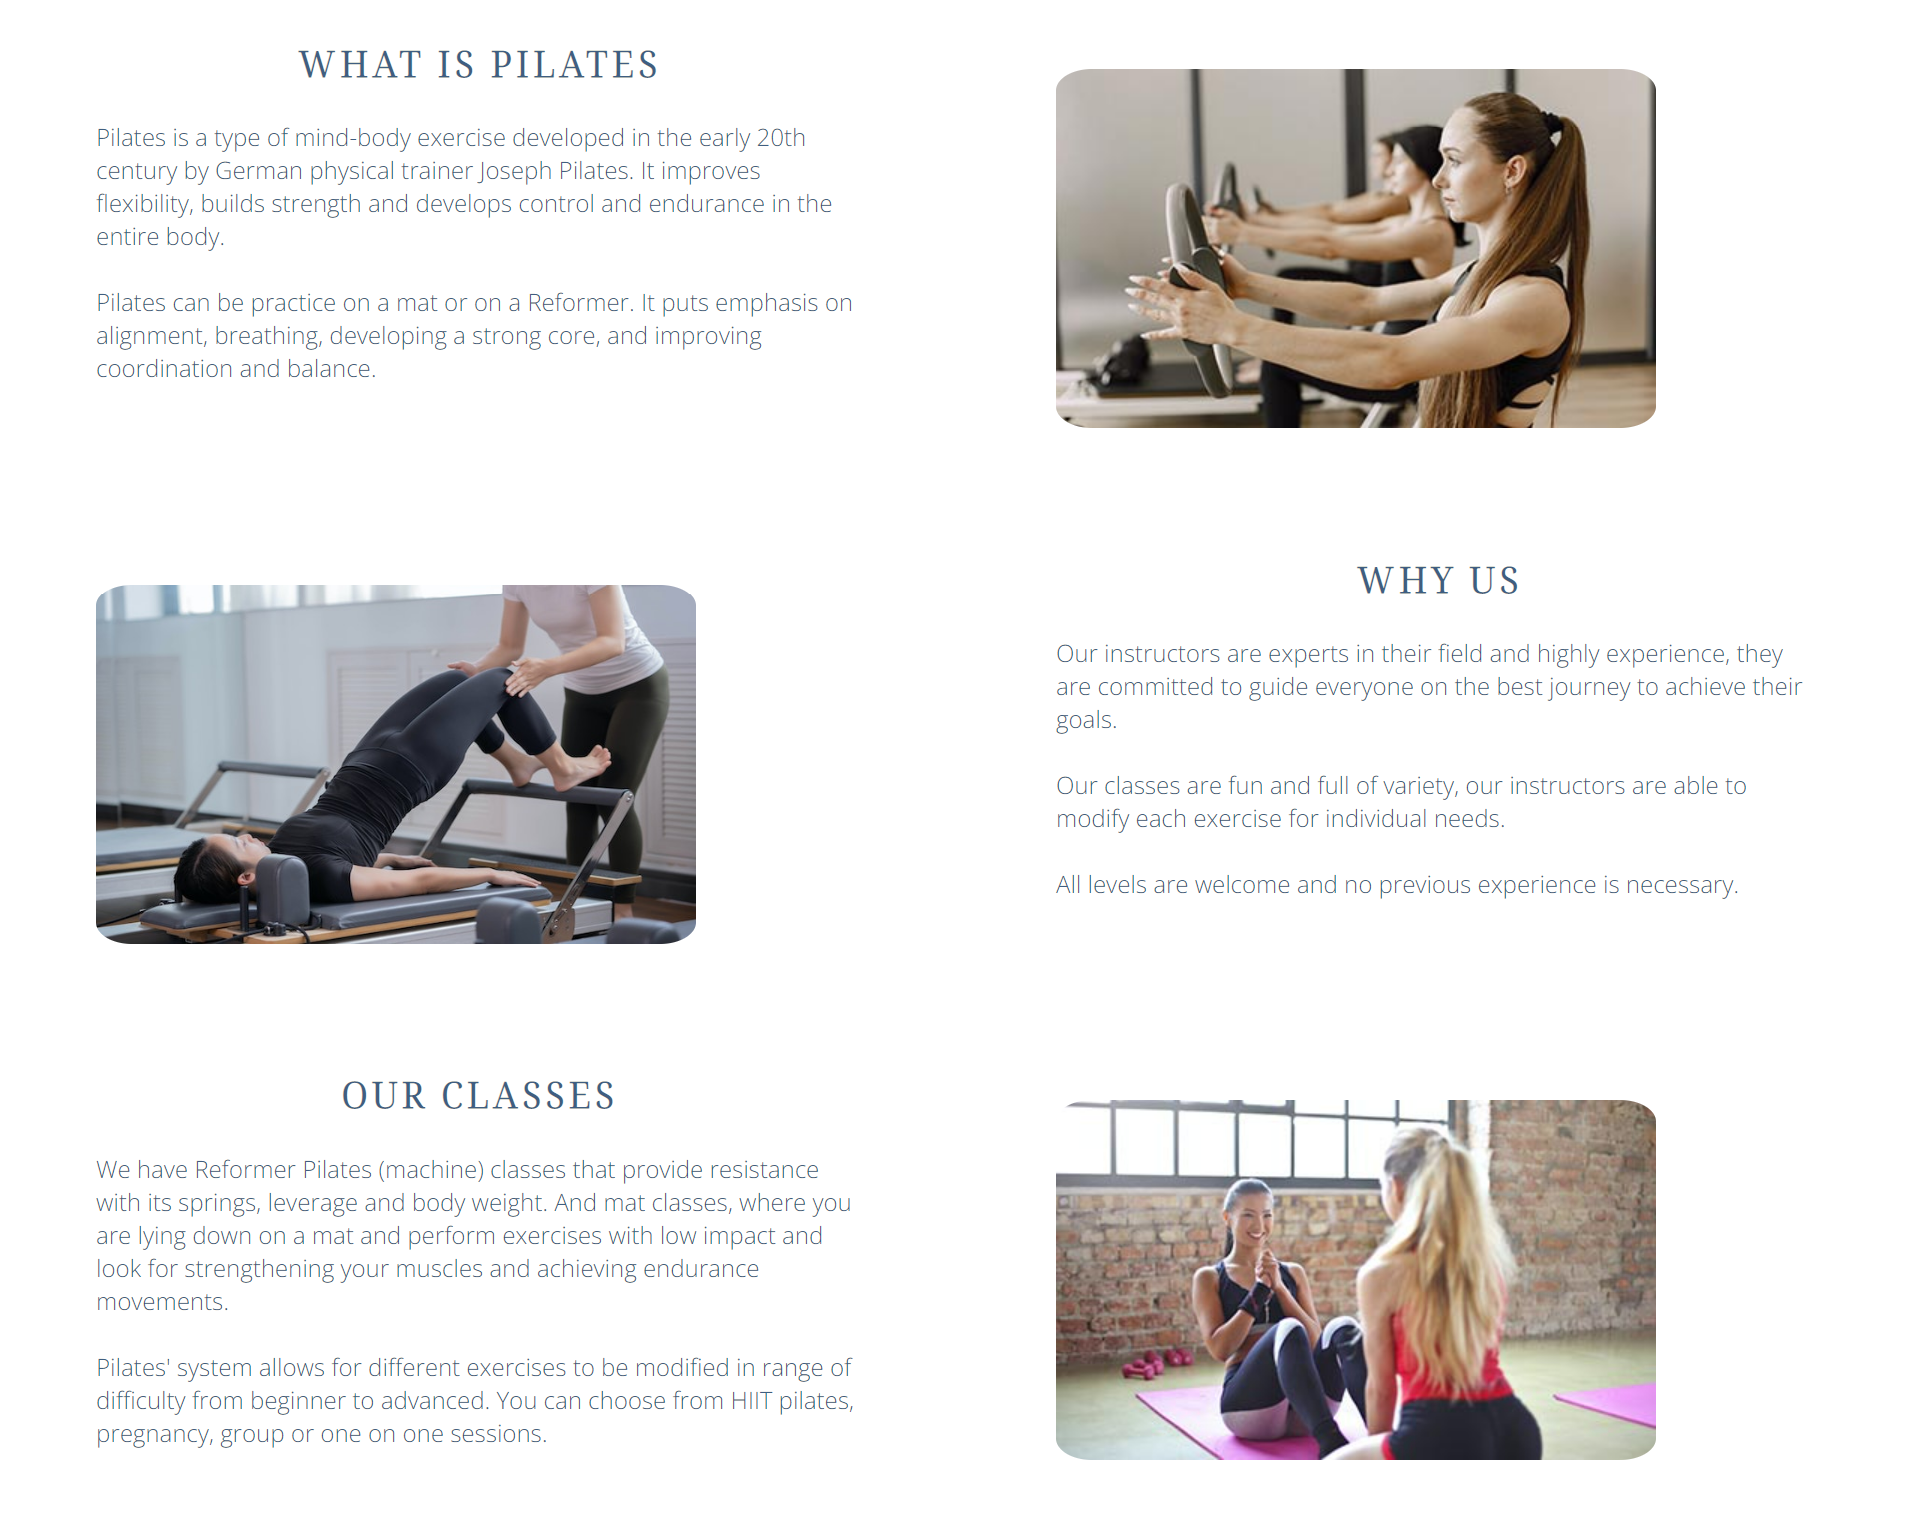 WHAT IS PILATES
Pilates is a type of mind-body exercise developed in the early 20th
century by German physical trainer Joseph Pilates. It improves
flexibility, builds strength and develops control and endurance in the
entire body.
Pilates can be practice on a mat or on a Reformer. It puts emphasis on
alignment, breathing, developing a strong core, and improving
coordination and balance.
WHY US
Our instructors are experts in their field and highly experience, they
are committed to guide everyone on the best journey to achieve their
goals.
Our classes are fun and full of variety, our instructors are able to
modify each exercise for individual needs.
All levels are welcome and no previous experience is necessary.
OUR CLASSES
We have Reformer Pilates (machine) classes that provide resistance
with its springs, leverage and body weight. And mat classes, where you
are lying down on a mat and perform exercises with low impact and
look for strengthening your muscles and achieving endurance
movements.
Pilates' system allows for different exercises to be modified in range of
difficulty from beginner to advanced. You can choose from HIIT pilates,
pregnancy, group or one on one sessions.